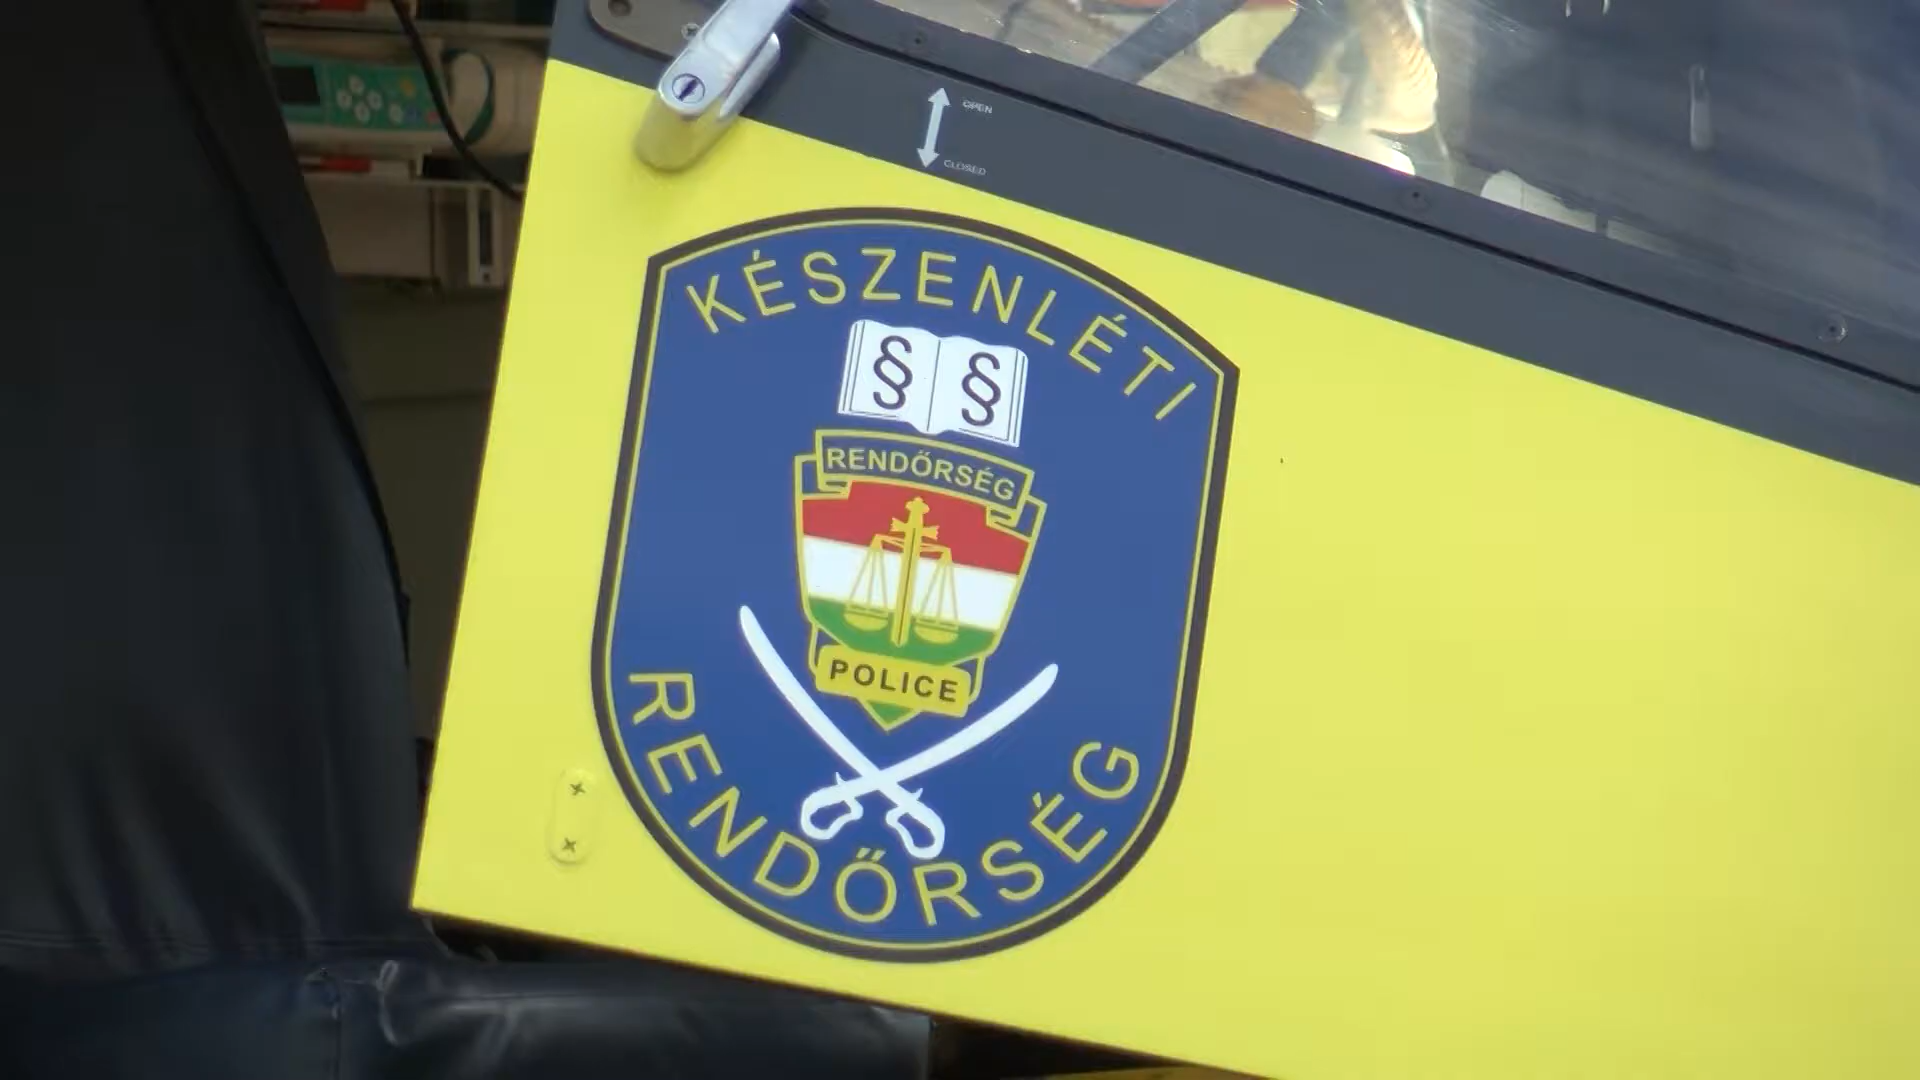 OPEN
CLOSED
KÉSZENLÉTI
§ §
RENDŐRSÉG
POLICE
RENDŐRSÉG